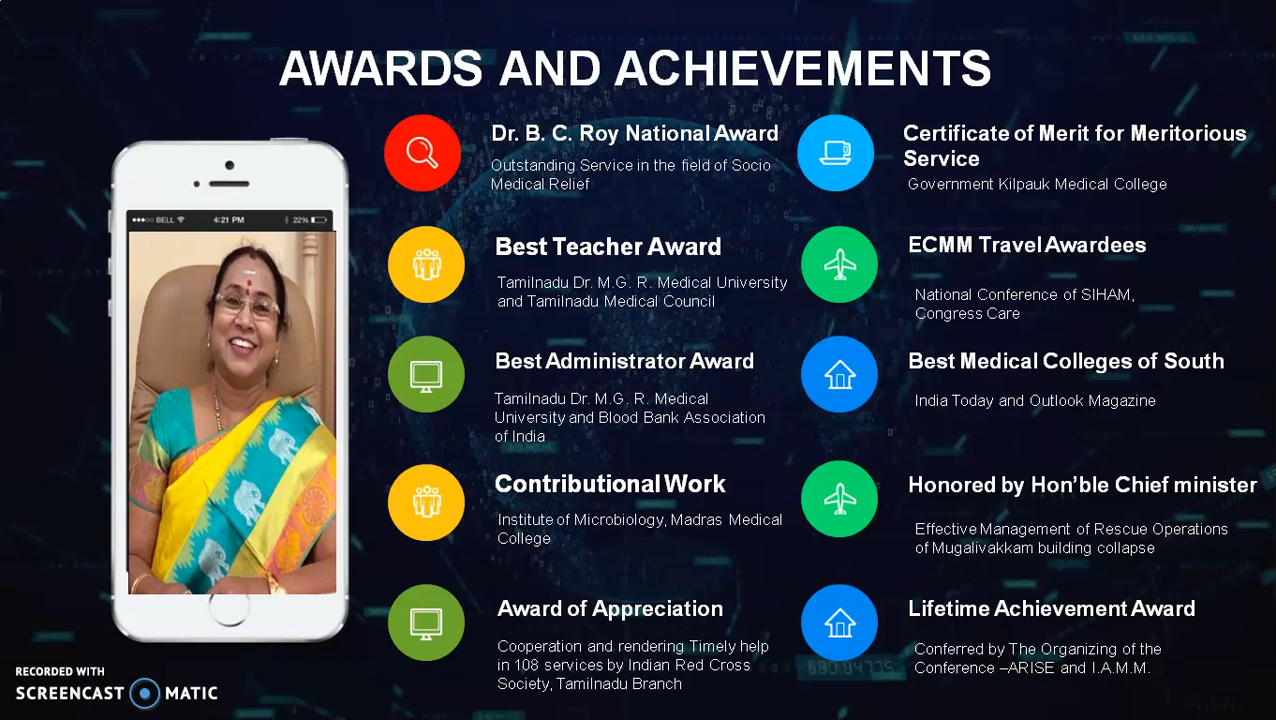 AWARDS AND ACHIEVEMENTS
BELL
4:21 PM
22%
Dr. B. C. Roy National Award
Outstanding Service in the field of Socio
Medical Relief
Best Teacher Award
Tamilnadu Dr. M.G. R. Medical University
and Tamilnadu Medical Council
Best Administrator Award
Tamilnadu Dr. M.G. R. Medical
University and Blood Bank Association
of India
Contributional Work
Institute of Microbiology, Madras Medical
College
Award of Appreciation
Cooperation and rendering Timely help
in 108 services by Indian Red Cross
Society, Tamilnadu Branch
Certificate of Merit for Meritorious
Service
Government Kilpauk Medical College
ECMM Travel Awardees
National Conference of SIHAM,
Congress Care
Best Medical Colleges of South
India Today and Outlook Magazine
Honored by Hon’ble Chief minister
Effective Management of Rescue Operations
of Mugalivakkam building collapse
Lifetime Achievement Award
Conferred by The Organizing of the
Conference –ARISE and I.A.M.M.
RECORDED WITH
SCREENCAST MATIC